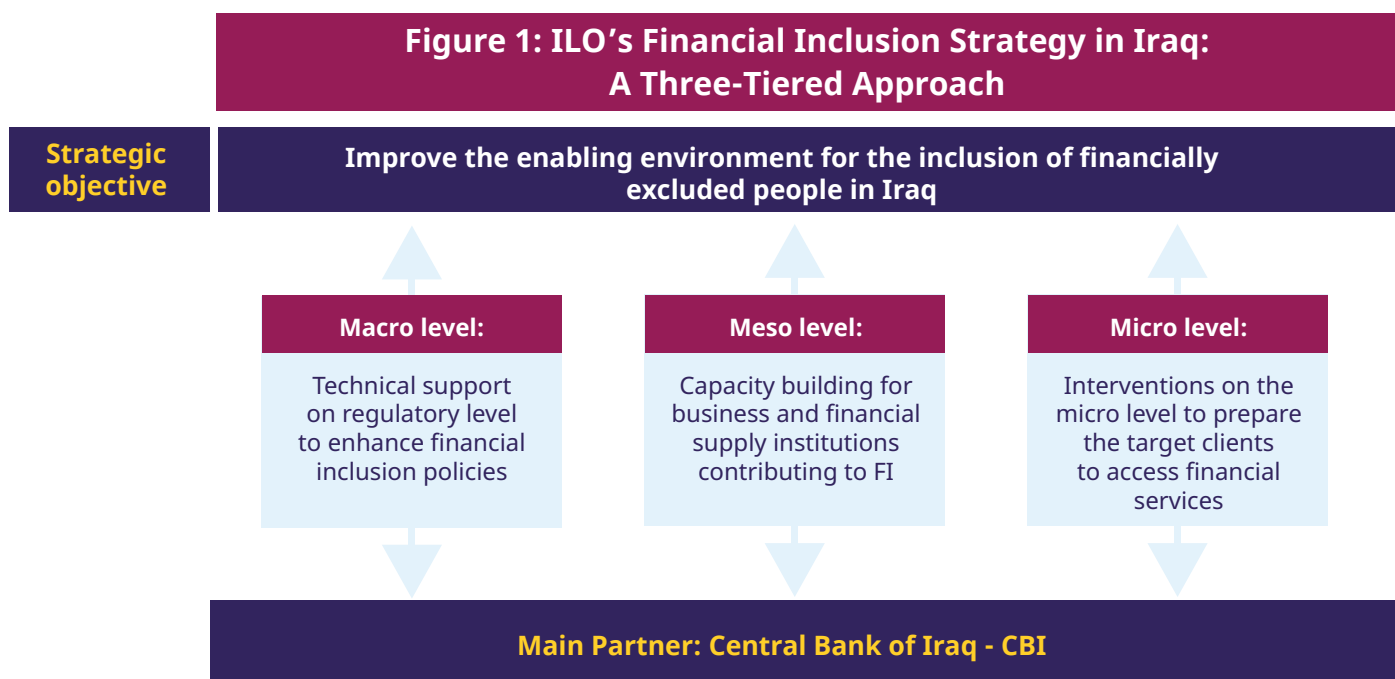 Figure 1: ILO’s Financial Inclusion Strategy in Iraq:
A Three-Tiered Approach
Strategic
objective
Improve the enabling environment for the inclusion of financially
excluded people in Iraq
Macro level:
Technical support
on regulatory level
to enhance financial
inclusion policies
Meso level:
Capacity building for
business and financial
supply institutions
contributing to FI
Micro level:
Interventions on the
micro level to prepare
the target clients
to access financial
services
Main Partner: Central Bank of Iraq - CBI